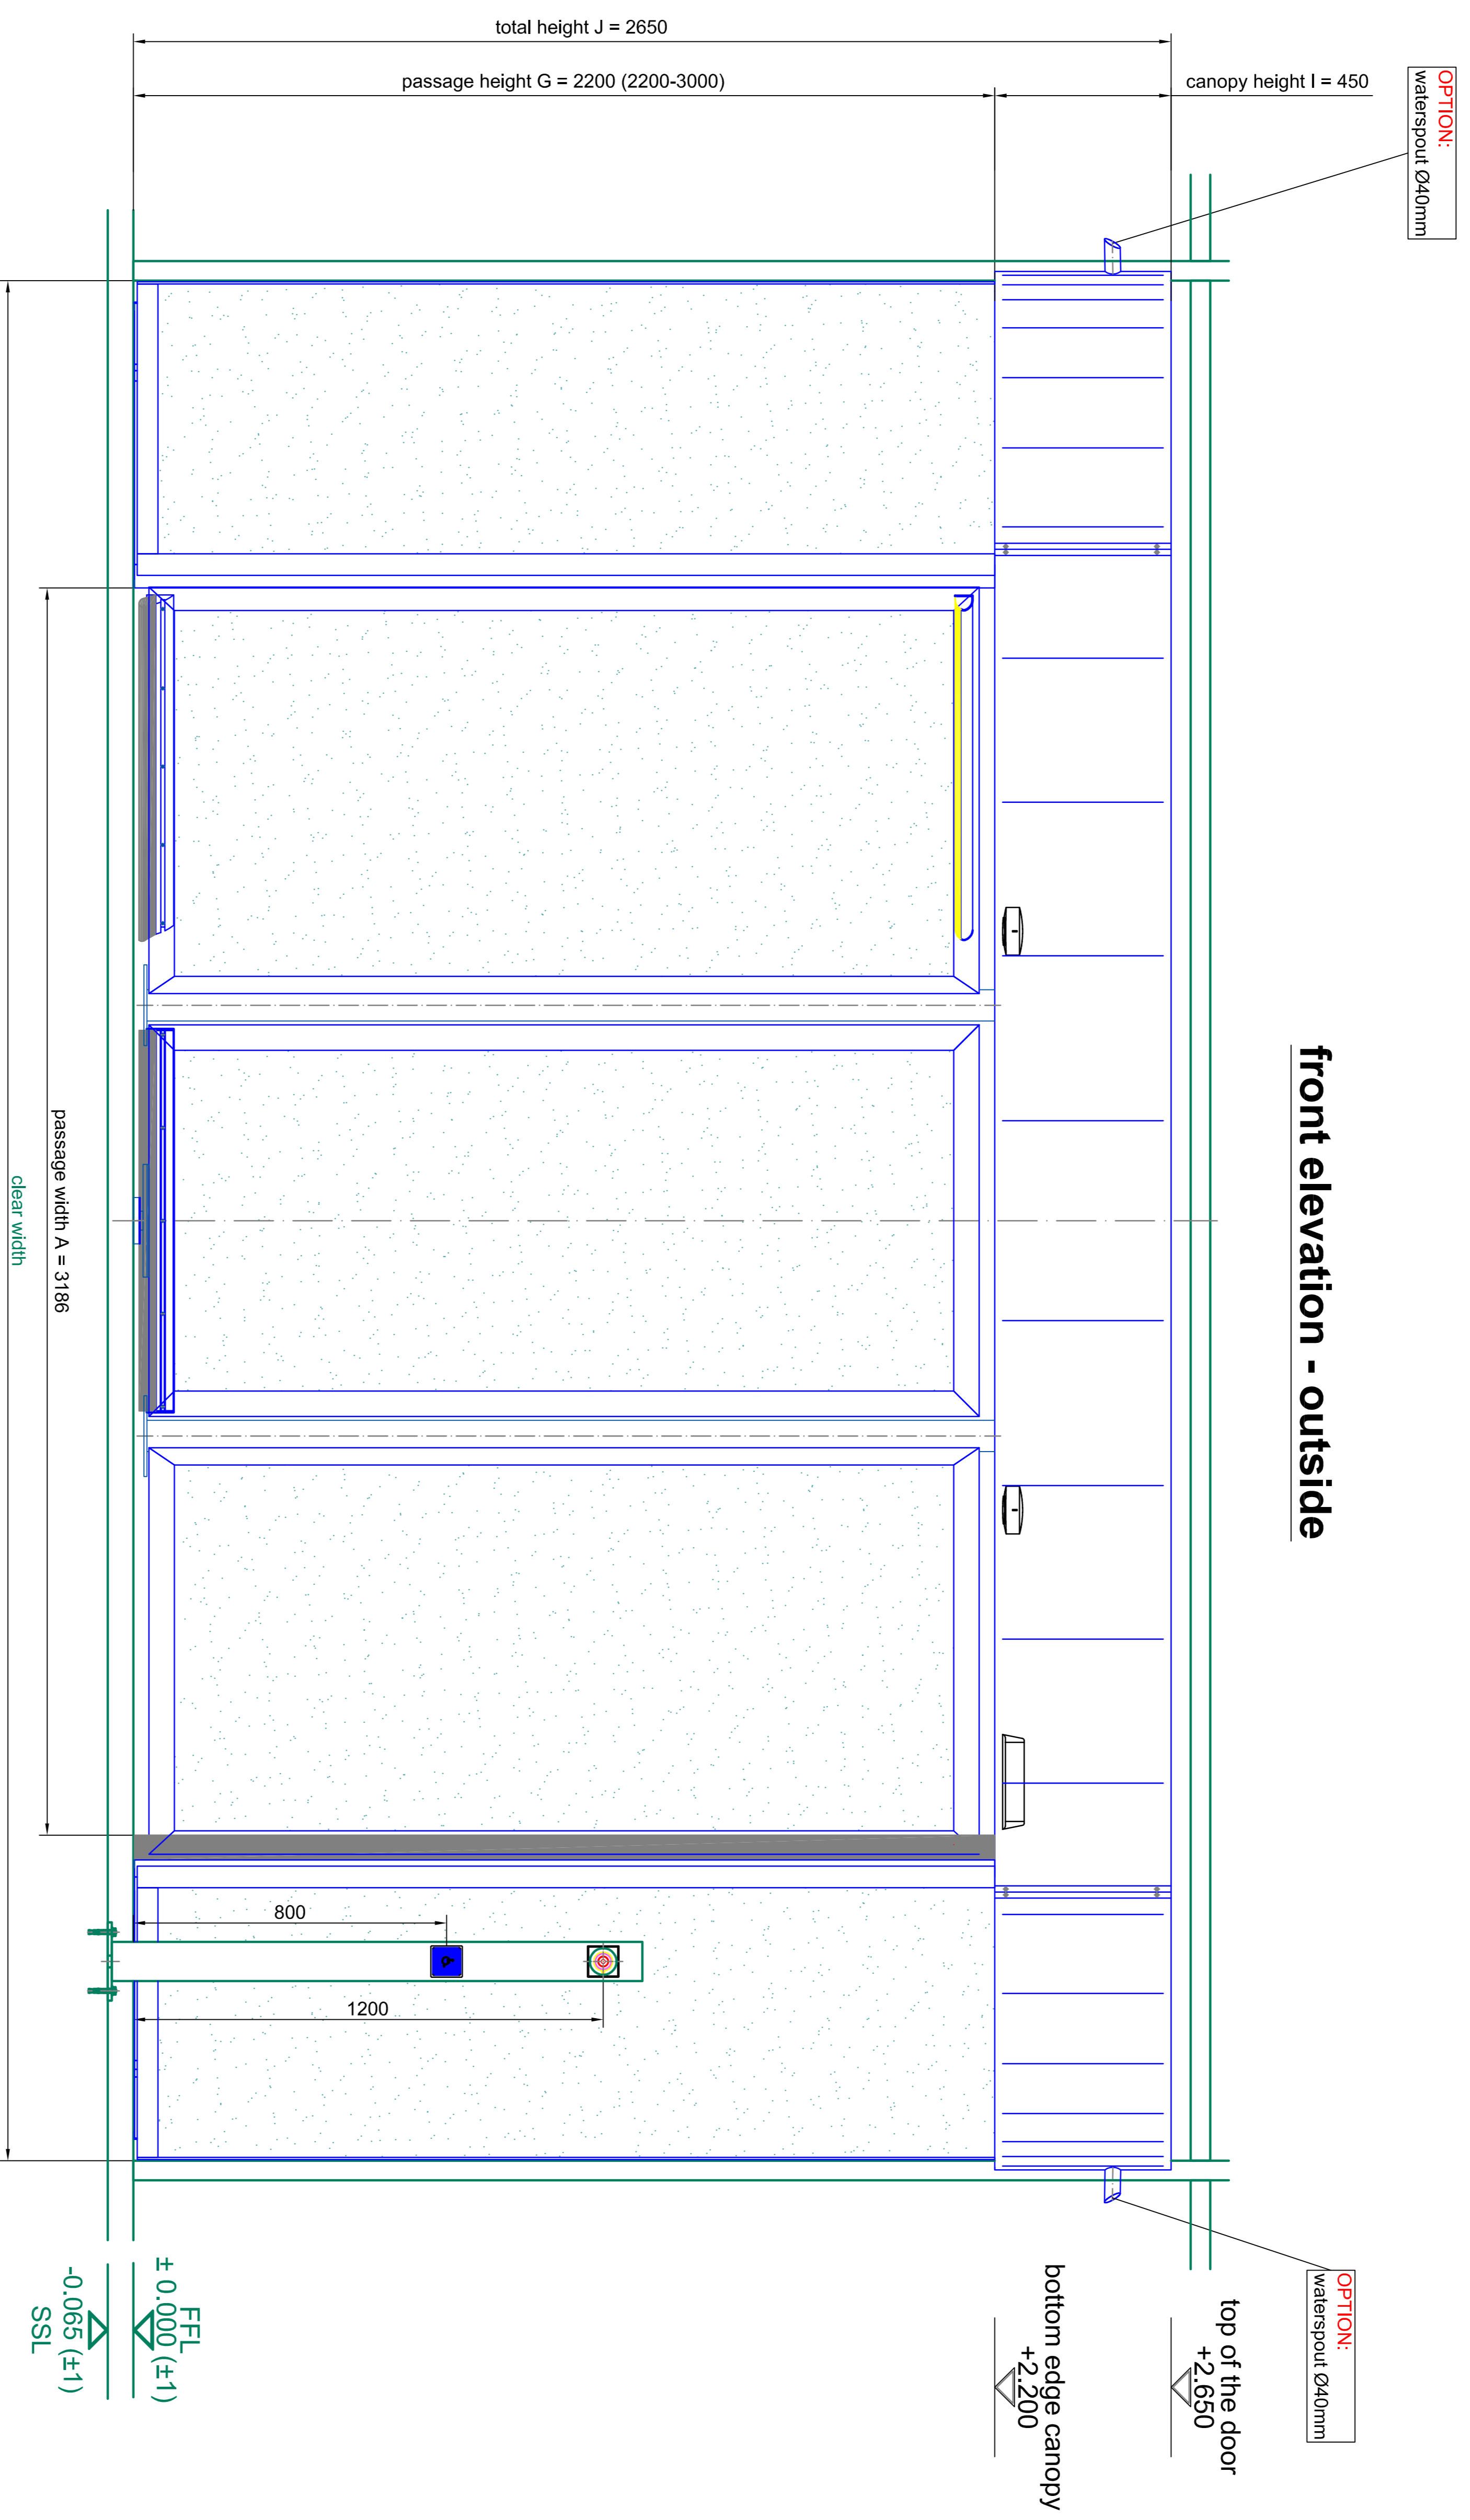 front elevation - outside
OPTION:
waterspout Ø40mm
OPTION:
waterspout Ø40mm
canopy height I = 450
passage height G = 2200 (2200-3000)
total height J = 2650
top of the door
+2.650
bottom edge canopy
+2.200
800
1200
FFL
± 0.000 (±1)
-0.065 (±1)
SSL
passage width A = 3186
clear width